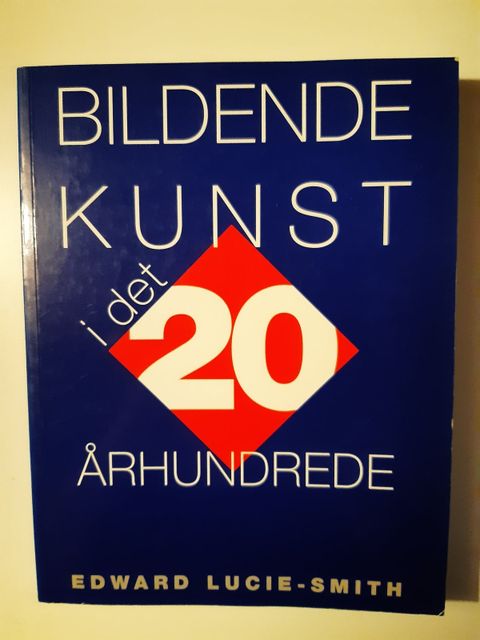 BILDENDE
KUNST
i det
20
ÅRHUNDREDE
EDWARD LUCIE-SMITH